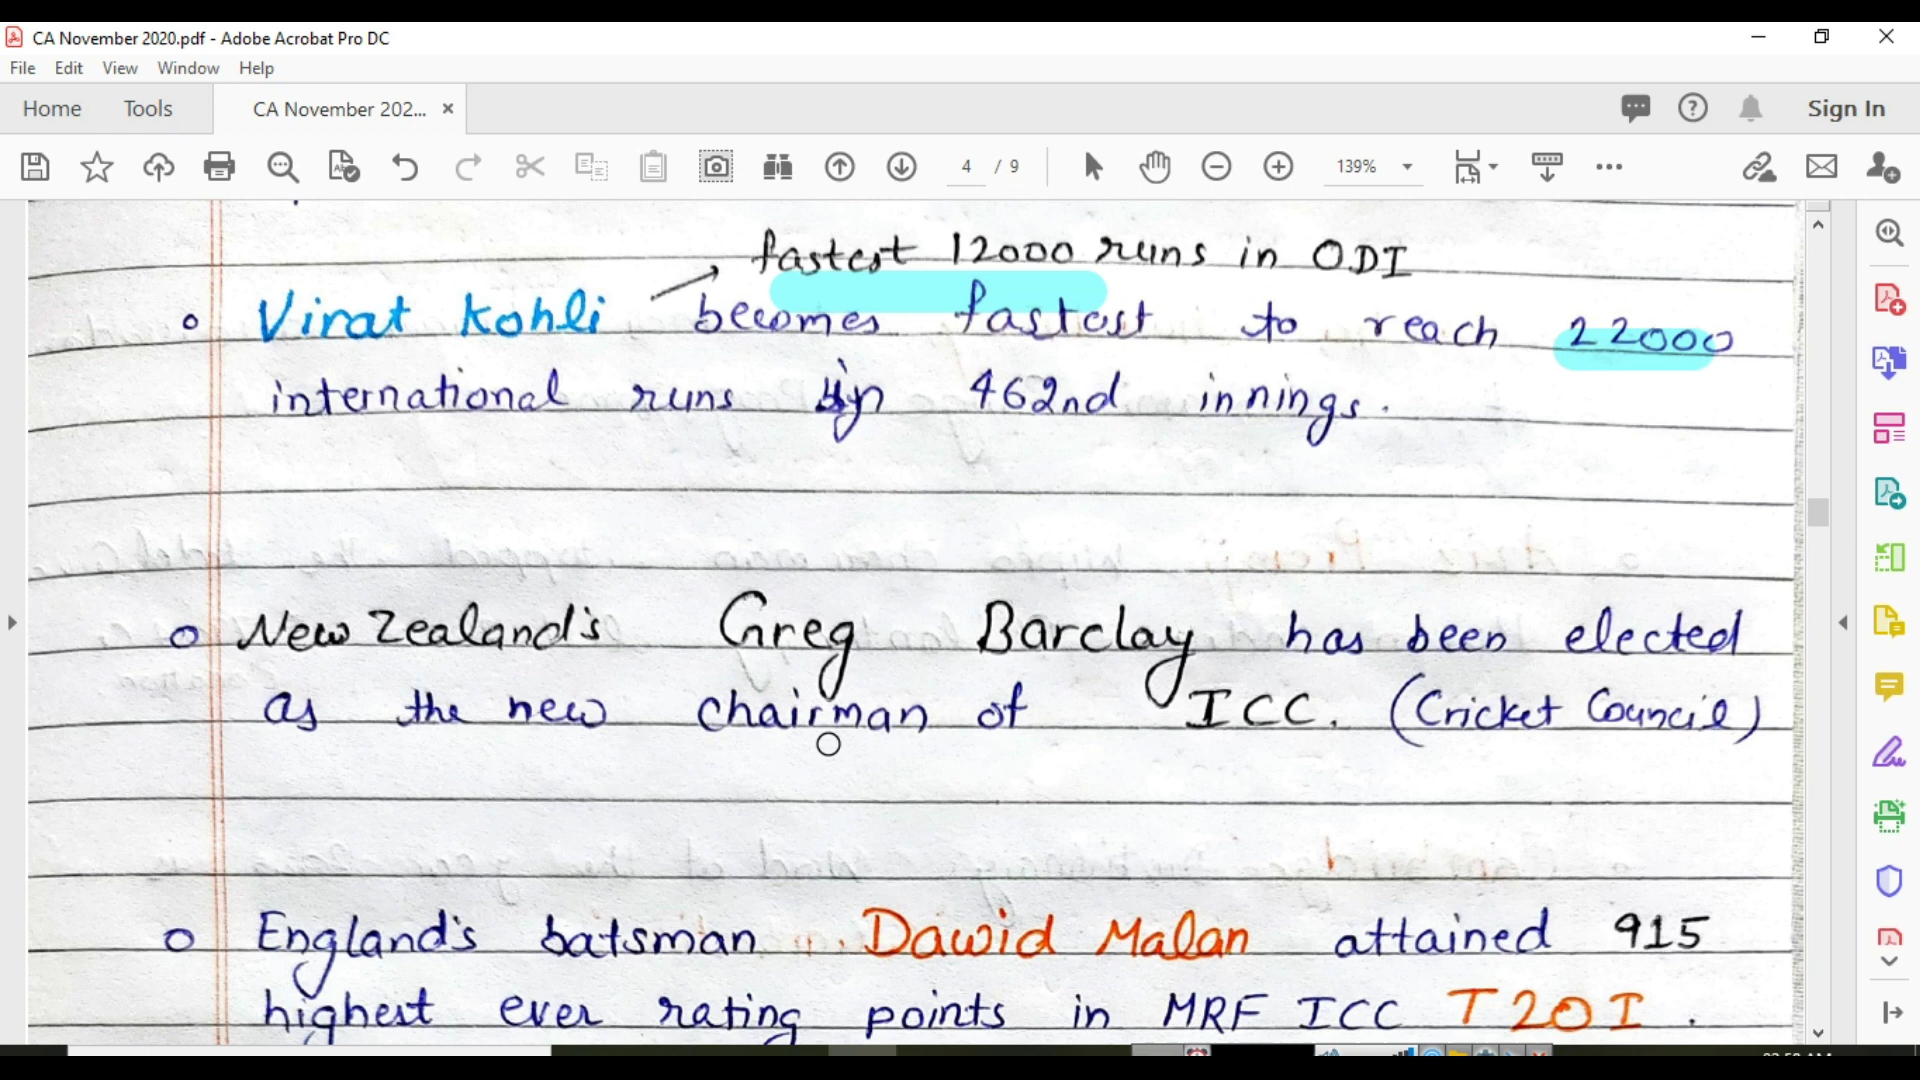 CA November 2020.pdf - Adobe Acrobat Pro DC
File Edit View Window Help
Home Tools CA November 202... × Sign In
4 / 9 139%
fastest 12000 runs in ODI
Virat Kohli becomes fastest to reach 22000
international runs in 462nd innings.
New Zealand's Greg Barclay has been elected
as the new chairman of ICC. (Cricket Council)
England's batsman Dawid Malan attained 915
highest ever rating points in MRF ICC T20I.